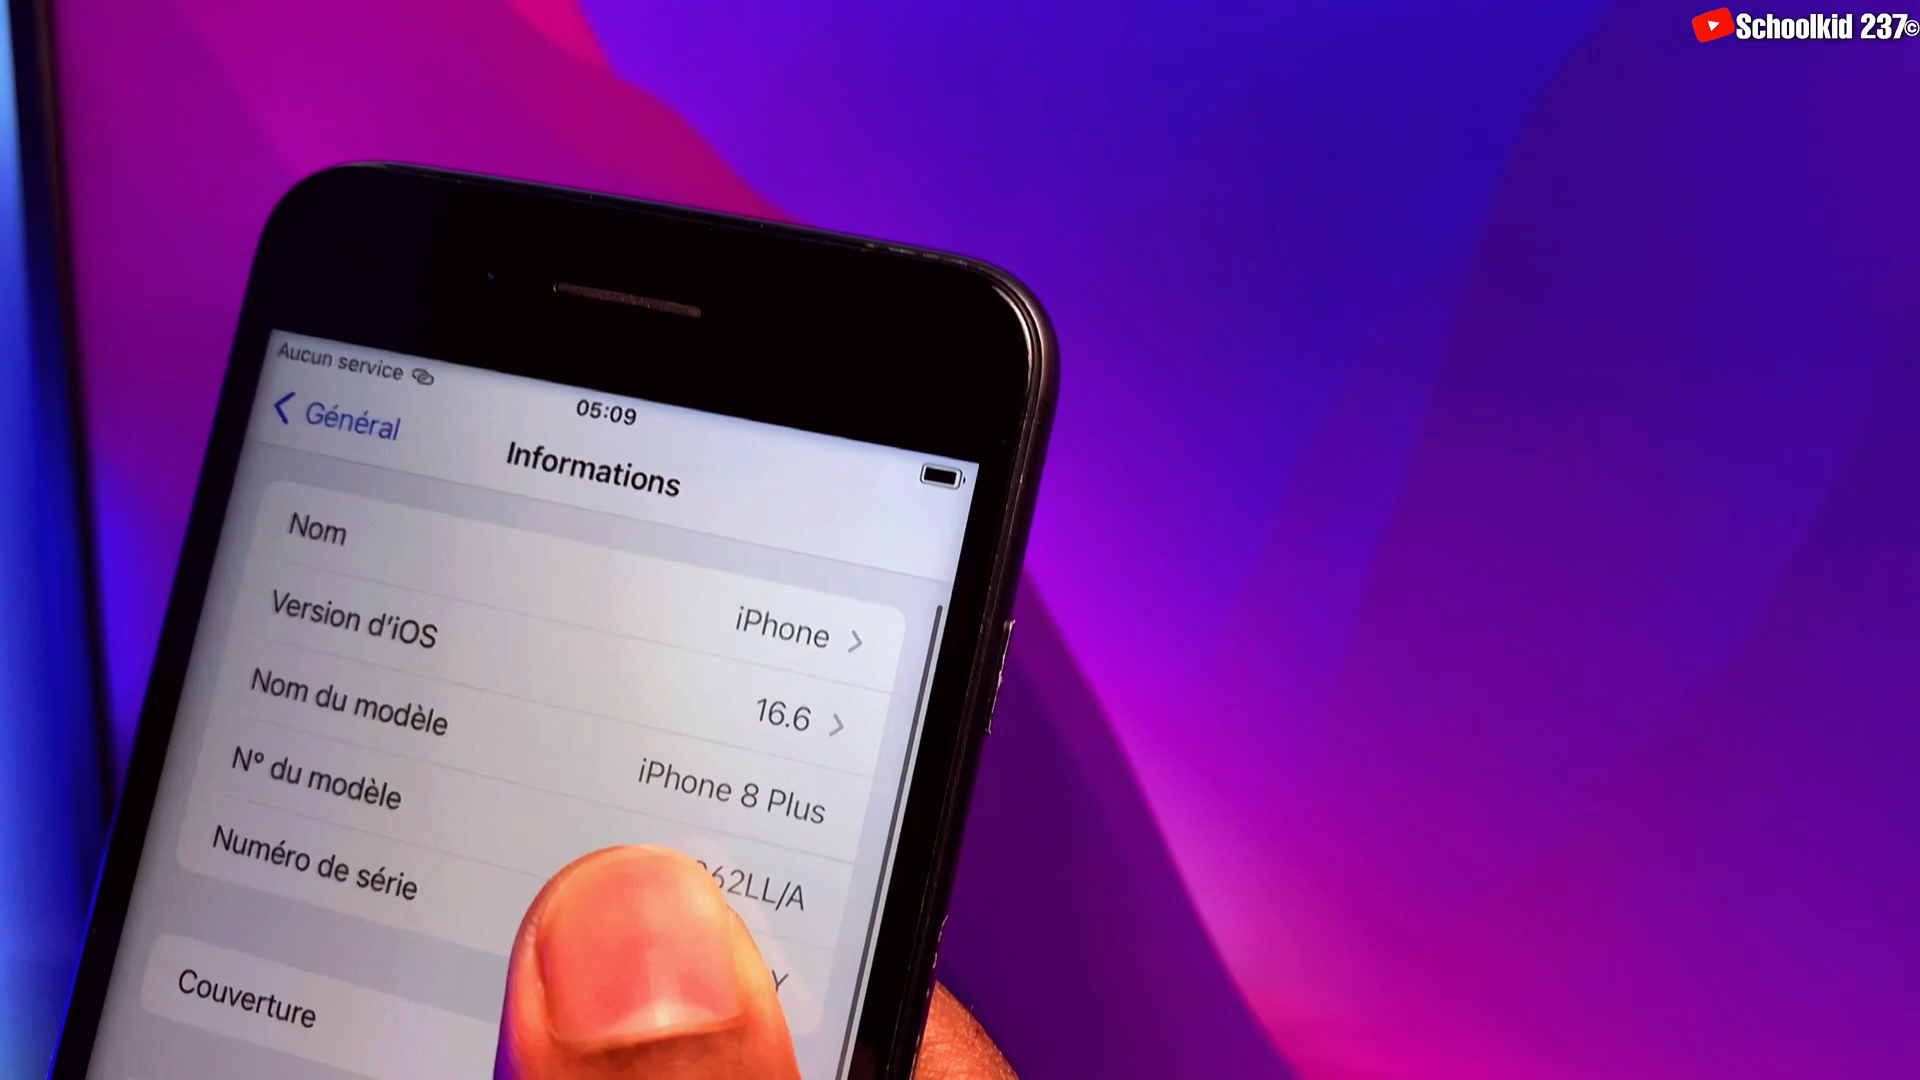 Schoolkid 237©
Aucun service
05:09
Général
Informations
Nom
iPhone
Version d'iOS
16.6
Nom du modèle
iPhone 8 Plus
N° du modèle
62LL/A
Numéro de série
Y
Couverture